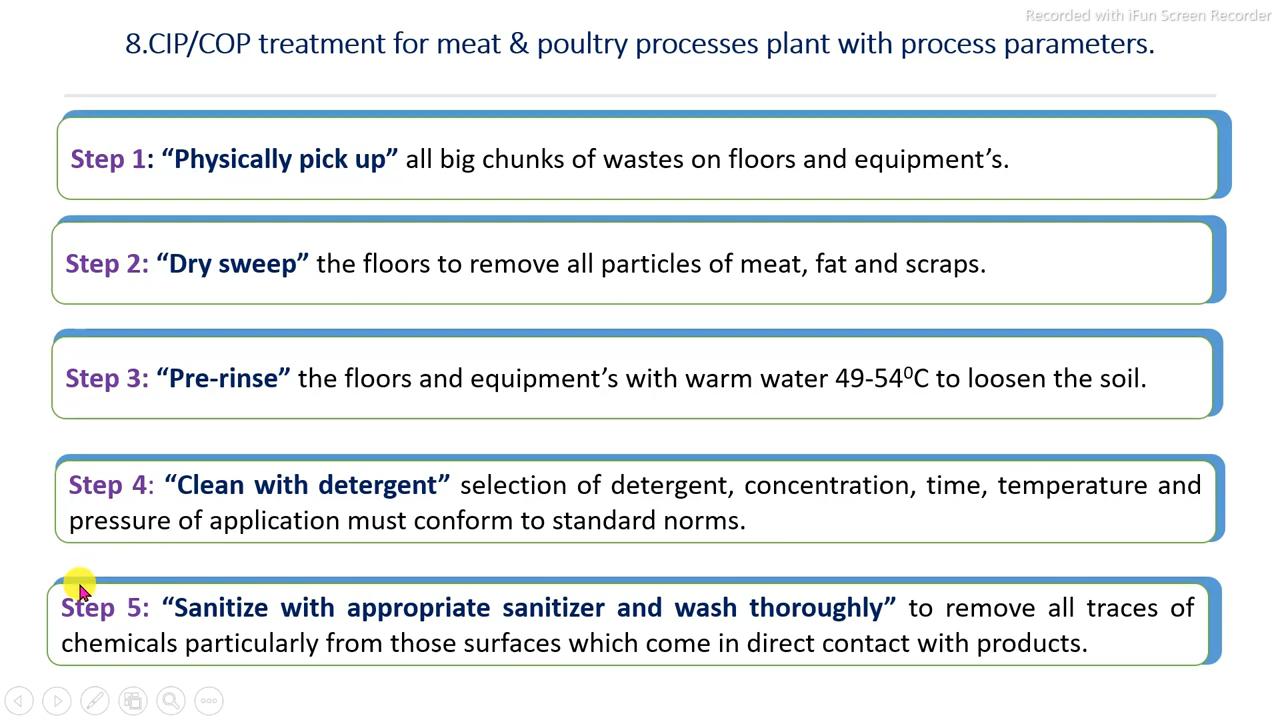 Recorded with iFun Screen Recorder
8.CIP/COP treatment for meat & poultry processes plant with process parameters.
Step 1: “Physically pick up” all big chunks of wastes on floors and equipment’s.
Step 2: “Dry sweep” the floors to remove all particles of meat, fat and scraps.
Step 3: “Pre-rinse” the floors and equipment’s with warm water 49-54⁰C to loosen the soil.
Step 4: “Clean with detergent” selection of detergent, concentration, time, temperature and
pressure of application must conform to standard norms.
Step 5: “Sanitize with appropriate sanitizer and wash thoroughly” to remove all traces of
chemicals particularly from those surfaces which come in direct contact with products.